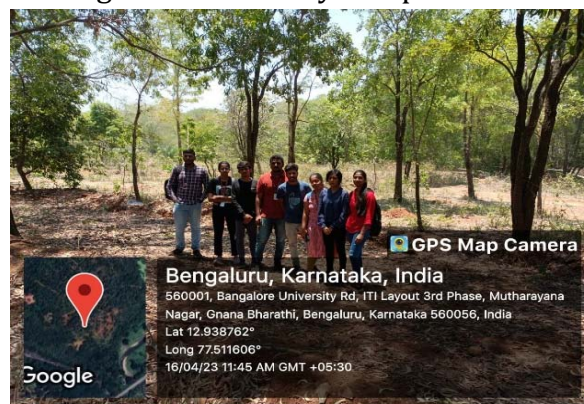 GPS Map Camera
Bengaluru, Karnataka, India
560001, Bangalore University Rd, ITI Layout 3rd Phase, Mutharayana
Nagar, Gnana Bharathi, Bengaluru, Karnataka 560056, India
Lat 12.938762°
Long 77.511606°
16/04/23 11:45 AM GMT +05:30
Google